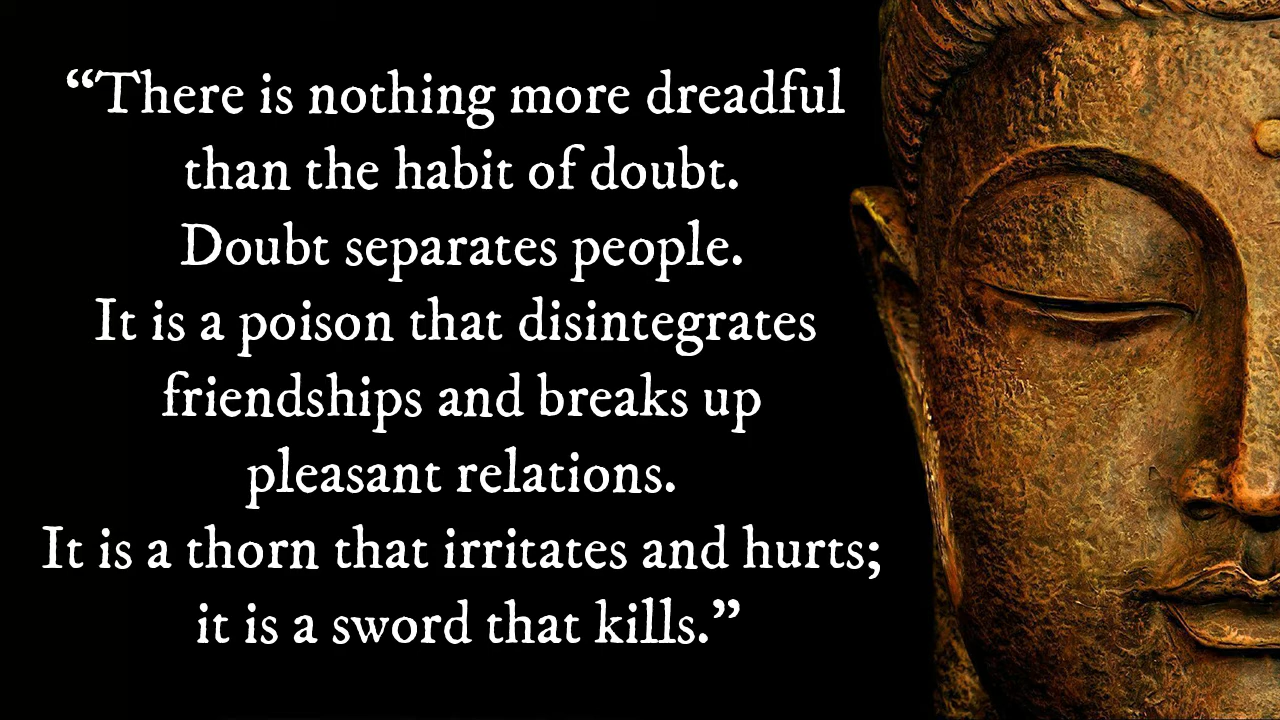 “There is nothing more dreadful
than the habit of doubt.
Doubt separates people.
It is a poison that disintegrates
friendships and breaks up
pleasant relations.
It is a thorn that irritates and hurts;
it is a sword that kills.”